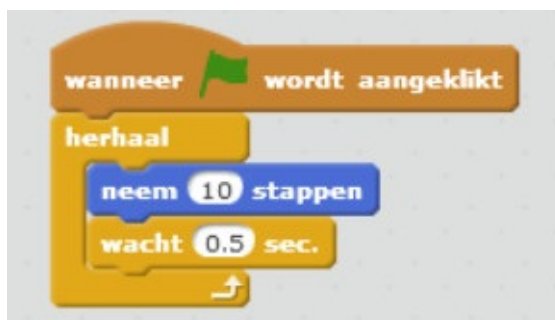 wanneer wordt aangeklikt
herhaal
neem 10 stappen
wacht 0.5 sec.